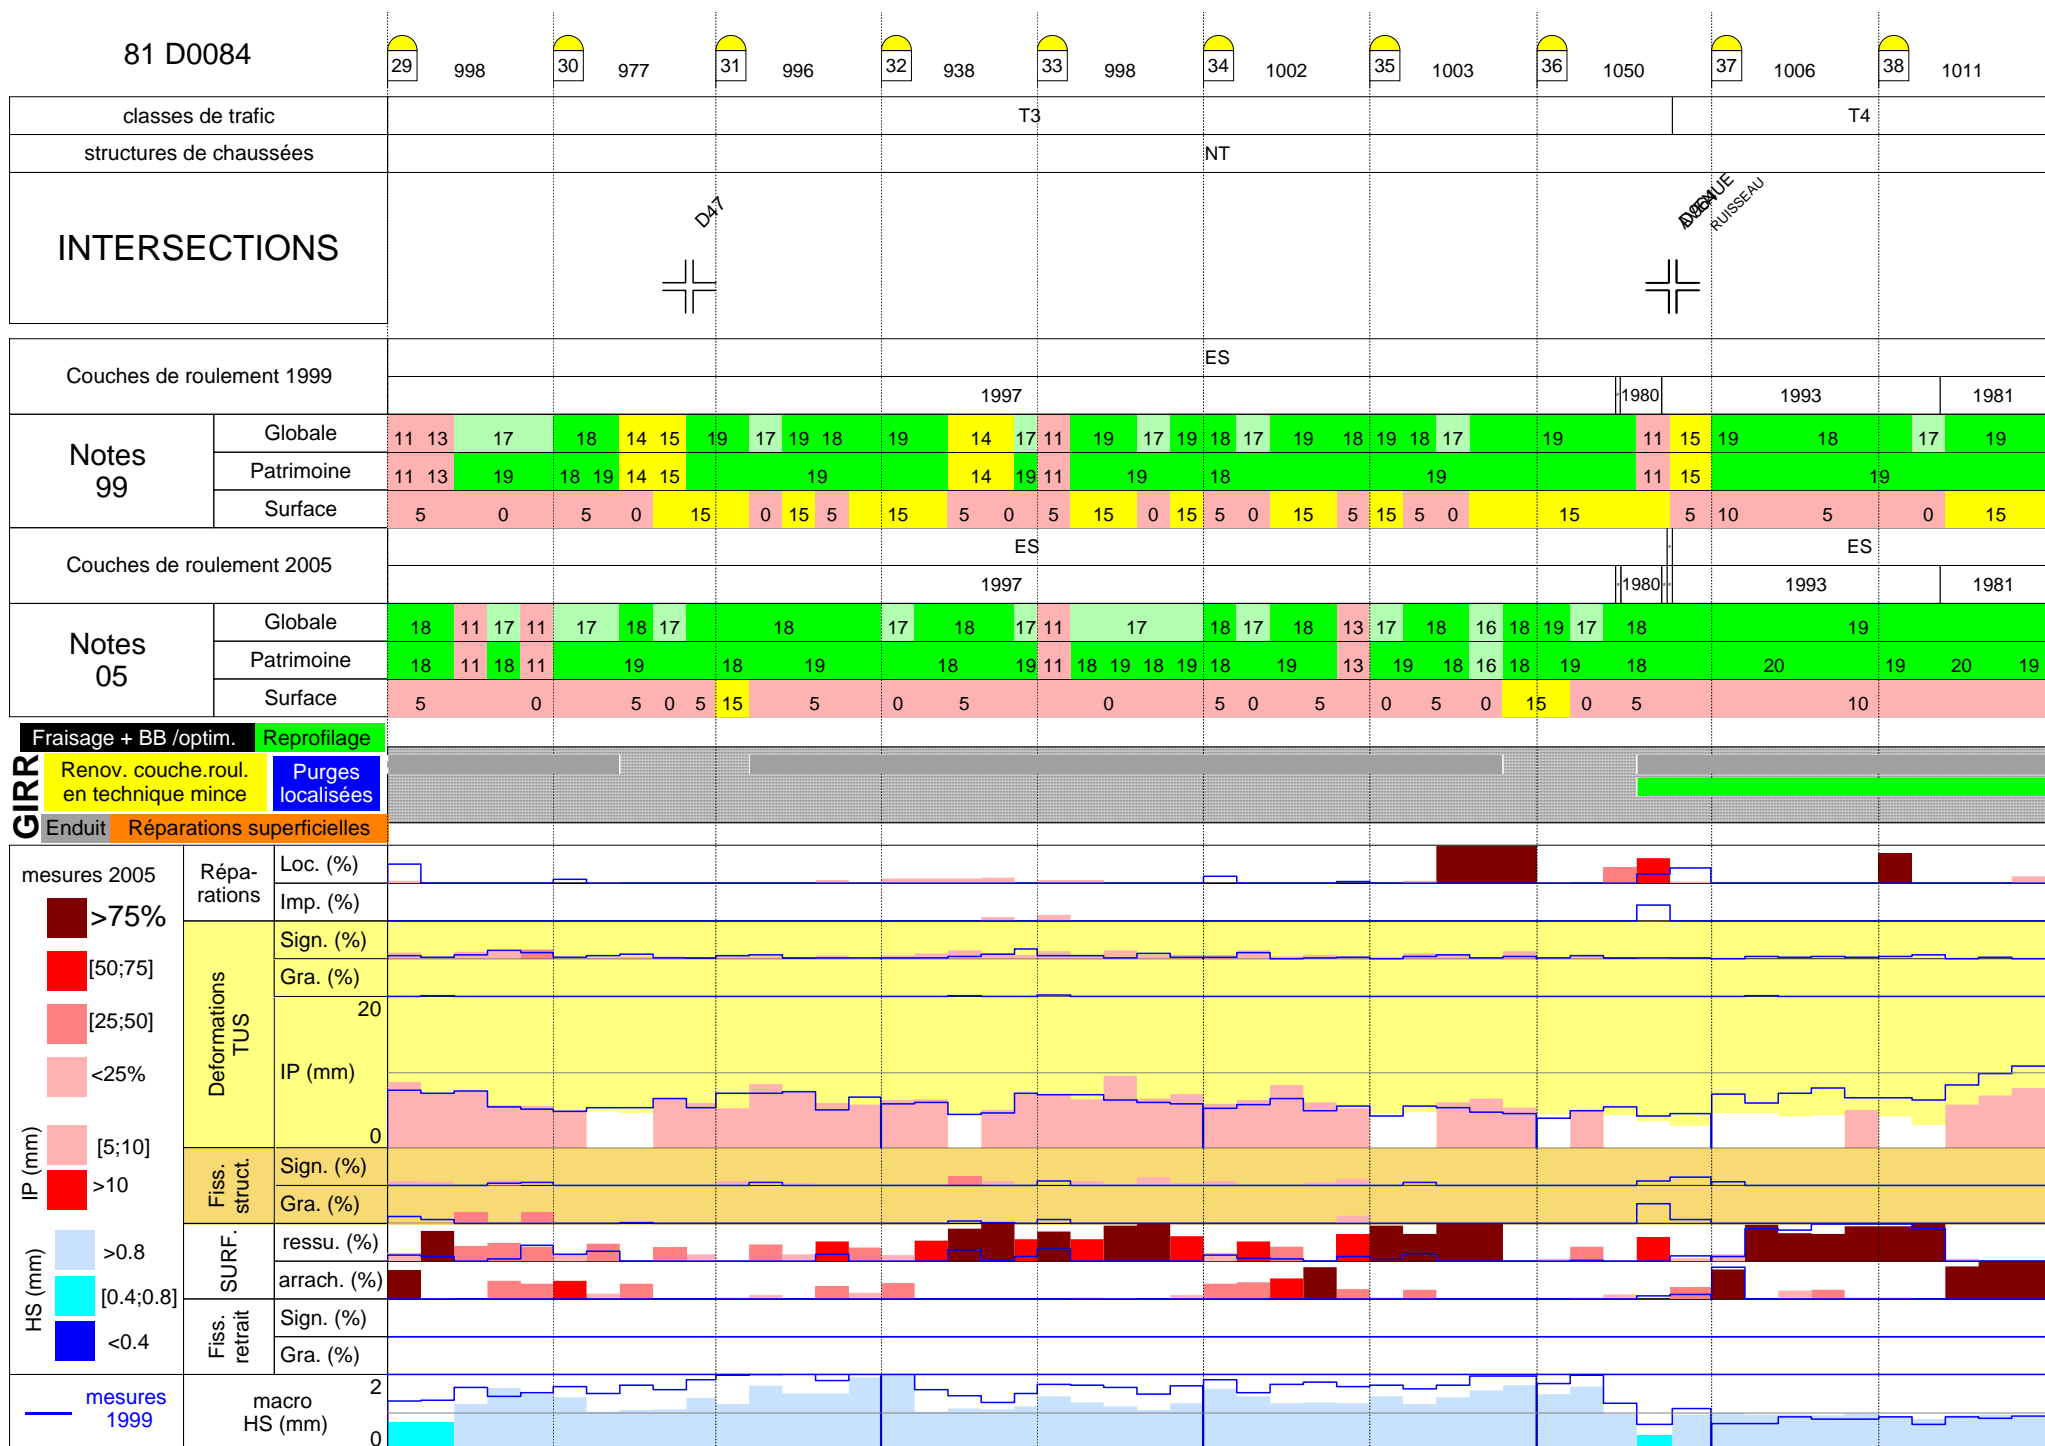 81 D0084
29 998 30 977 31 996 32 938 33 998 34 1002 35 1003 36 1050 37 1006 38 1011
classes de trafic T3 T4
structures de chaussées NT
INTERSECTIONS D47 RUISSEAU
Couches de roulement 1999 ES
1997 1980 1993 1981
Notes 99
Globale 11 13 17 18 14 15 19 17 19 18 19 14 17 11 19 17 19 18 17 19 18 19 18 17 19 11 15 19 18 17 19
Patrimoine 11 13 19 18 19 14 15 19 14 19 11 19 18 19 11 15 19
Surface 5 0 5 0 15 0 15 5 15 5 0 5 15 0 15 5 0 15 5 15 5 0 15 5 10 5 0 15
Couches de roulement 2005 ES ES
1997 1980 1993 1981
Notes 05
Globale 18 11 17 11 17 18 17 18 17 18 17 11 17 18 17 18 13 17 18 16 18 19 17 18 19
Patrimoine 18 11 18 11 19 18 19 18 19 11 18 19 18 19 18 19 13 19 18 16 18 19 18 20 19 20 19
Surface 5 0 5 0 5 15 5 0 5 0 5 0 5 0 5 0 15 0 5 10
GIRR
Fraisage + BB /optim. Reprofilage
Renov. couche.roul. en technique mince
Purges localisées
Enduit Réparations superficielles
mesures 2005
>75%
[50;75]
[25;50]
<25%
IP (mm)
[5;10]
>10
HS (mm)
>0.8
[0.4;0.8]
<0.4
mesures 1999
Répa-
rations
Loc. (%)
Imp. (%)
Deformations
TUS
Sign. (%)
Gra. (%)
20
IP (mm)
0
Fiss.
struct.
Sign. (%)
Gra. (%)
SURF.
ressu. (%)
arrach. (%)
Fiss.
retrait
Sign. (%)
Gra. (%)
macro
HS (mm)
2
0